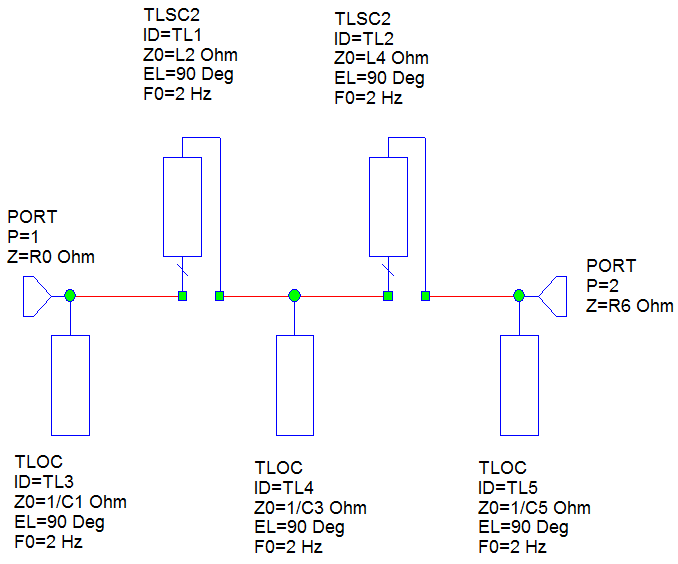 TLSC2
ID=TL1
Z0=L2 Ohm
EL=90 Deg
F0=2 Hz
TLSC2
ID=TL2
Z0=L4 Ohm
EL=90 Deg
F0=2 Hz
PORT
P=1
Z=R0 Ohm
PORT
P=2
Z=R6 Ohm
TLOC
ID=TL3
Z0=1/C1 Ohm
EL=90 Deg
F0=2 Hz
TLOC
ID=TL4
Z0=1/C3 Ohm
EL=90 Deg
F0=2 Hz
TLOC
ID=TL5
Z0=1/C5 Ohm
EL=90 Deg
F0=2 Hz